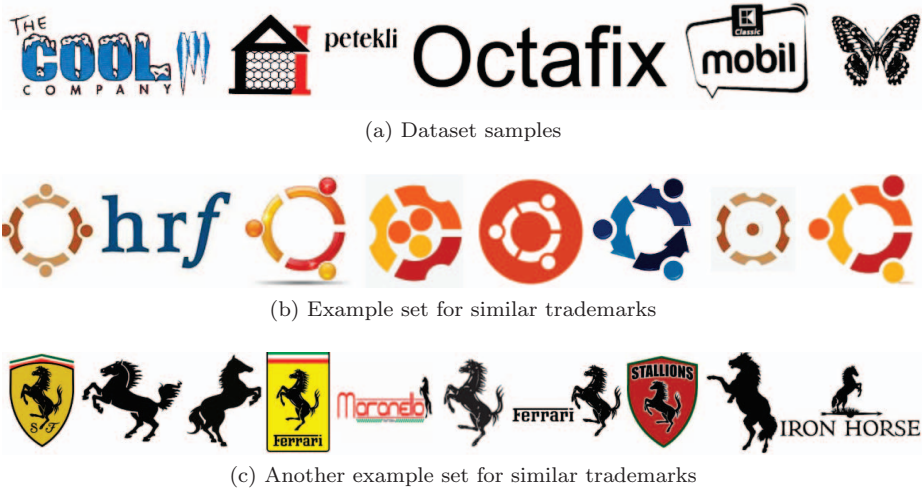 THE
COOL
COMPANY
petekli
Octafix
K
Classic
mobil
(a) Dataset samples
hrf
(b) Example set for similar trademarks
S F
Ferrari
Maranello
Ferrari
STALLIONS
IRON HORSE
(c) Another example set for similar trademarks